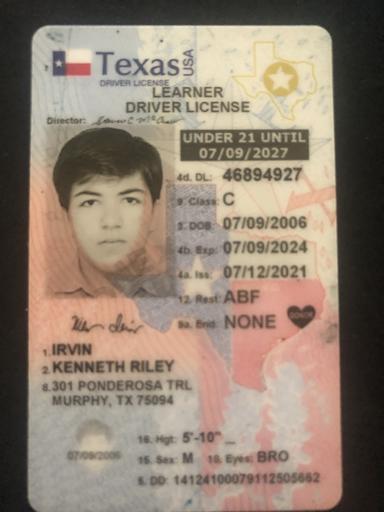 Texas USA
DRIVER LICENSE
LEARNER
DRIVER LICENSE
Director:
UNDER 21 UNTIL
07/09/2027
4d. DL: 46894927
9. Class: C
3. DOB: 07/09/2006
4b. Exp: 07/09/2024
4a. Iss: 07/12/2021
12. Rest: ABF
9a. End: NONE
DONOR
1. IRVIN
2. KENNETH RILEY
8. 301 PONDEROSA TRL
MURPHY, TX 75094
07/09/2006
16. Hgt: 5'-10"
15. Sex: M 18. Eyes: BRO
5. DD: 14124100079112505662